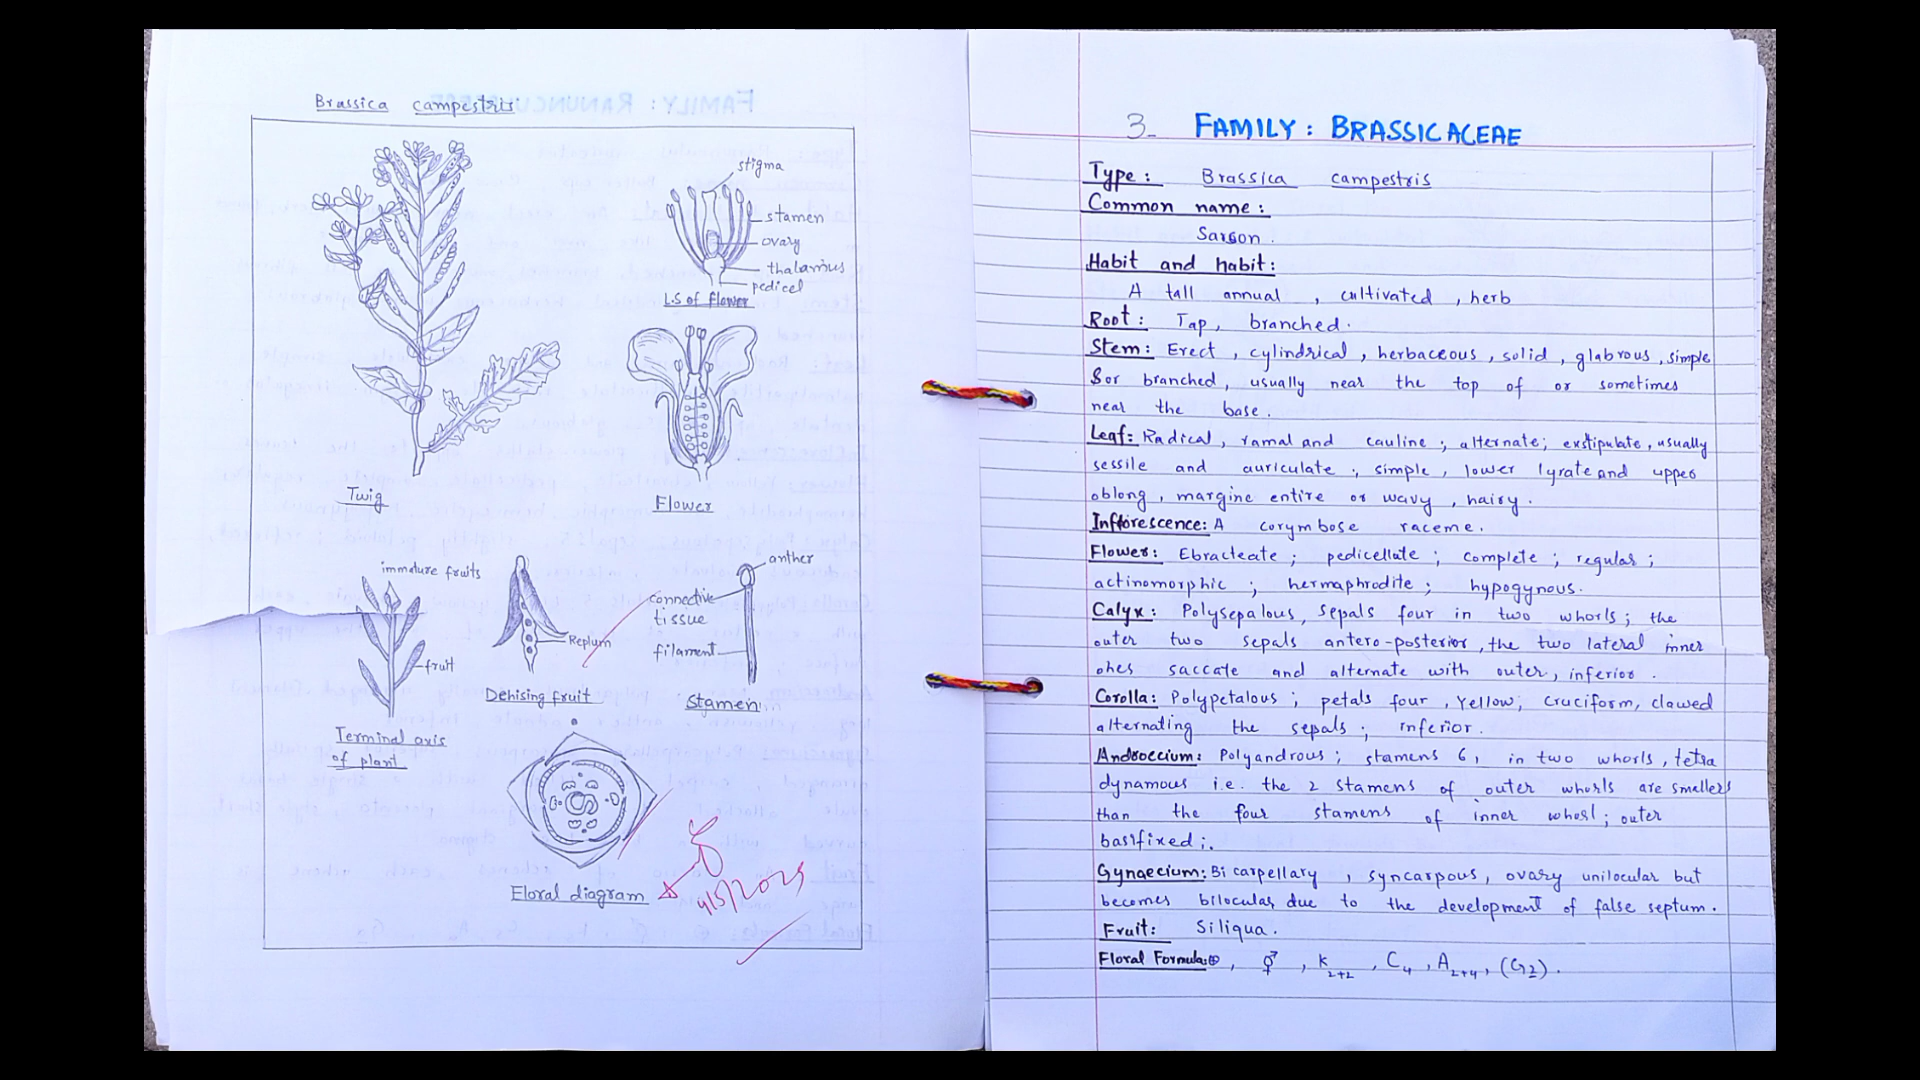 Brassica campestris
stigma
stamen
ovary
thalamus
pedicel
L.S of flower
Twig
Flower
immature fruits
fruit
Terminal axis
of plant
Replum
Dehising fruit
anther
connective
tissue
filament
Stamen
Floral diagram
3- FAMILY: BRASSICACEAE
Type: Brassica campestris
Common name:
Sarson.
Habit and habit:
A tall annual, cultivated, herb
Root: Tap, branched.
Stem: Erect, cylindrical, herbaceous, solid, glabrous, simple
or branched, usually near the top of or sometimes
near the base.
Leaf: Radical, ramal and cauline; alternate; exstipulate, usually
sessile and auriculate, simple, lower lyrate and upper
oblong, margine entire or wavy, hairy.
Inflorescence: A corymbose raceme.
Flower: Ebracteate; pedicellate; complete; regular;
actinomorphic; hermaphrodite; hypogynous.
Calyx: Polysepalous, sepals four in two whorls; the
outer two sepals antero-posterior, the two lateral inner
ones saccate and alternate with outer, inferior.
Corolla: Polypetalous; petals four, Yellow; cruciform, clawed
alternating the sepals; inferior.
Androecium: Polyandrous; stamens 6, in two whorls, tetra
dynamous i.e. the 2 stamens of outer whorls are smallers
than the four stamens of inner whorl; outer
basifixed;.
Gynaecium: Bi carpellary, syncarpous, ovary unilocular but
becomes bilocular due to the development of false septum.
Fruit: Siliqua.
Floral Formula: ⊕, ⚥, K2+2, C4, A2+4, (G2).